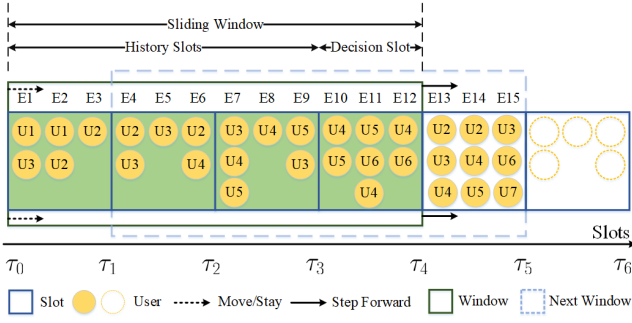 Sliding Window
History Slots Decision Slot
E1 E2 E3 E4 E5 E6 E7 E8 E9 E10 E11 E12 E13 E14 E15
U1 U1 U2 U2 U3 U2 U3 U4 U5 U4 U5 U4 U2 U2 U3
U3 U2 U3 U4 U4 U3 U5 U6 U6 U3 U4 U6
U5 U4 U4 U5 U7
Slots
τ0 τ1 τ2 τ3 τ4 τ5 τ6
Slot User Move/Stay Step Forward Window Next Window